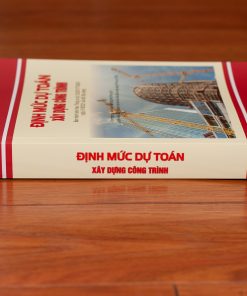 ĐỊNH MỨC DỰ TOÁN
XÂY DỰNG CÔNG TRÌNH
ĐỊNH MỨC DỰ TOÁN
XÂY DỰNG CÔNG TRÌNH